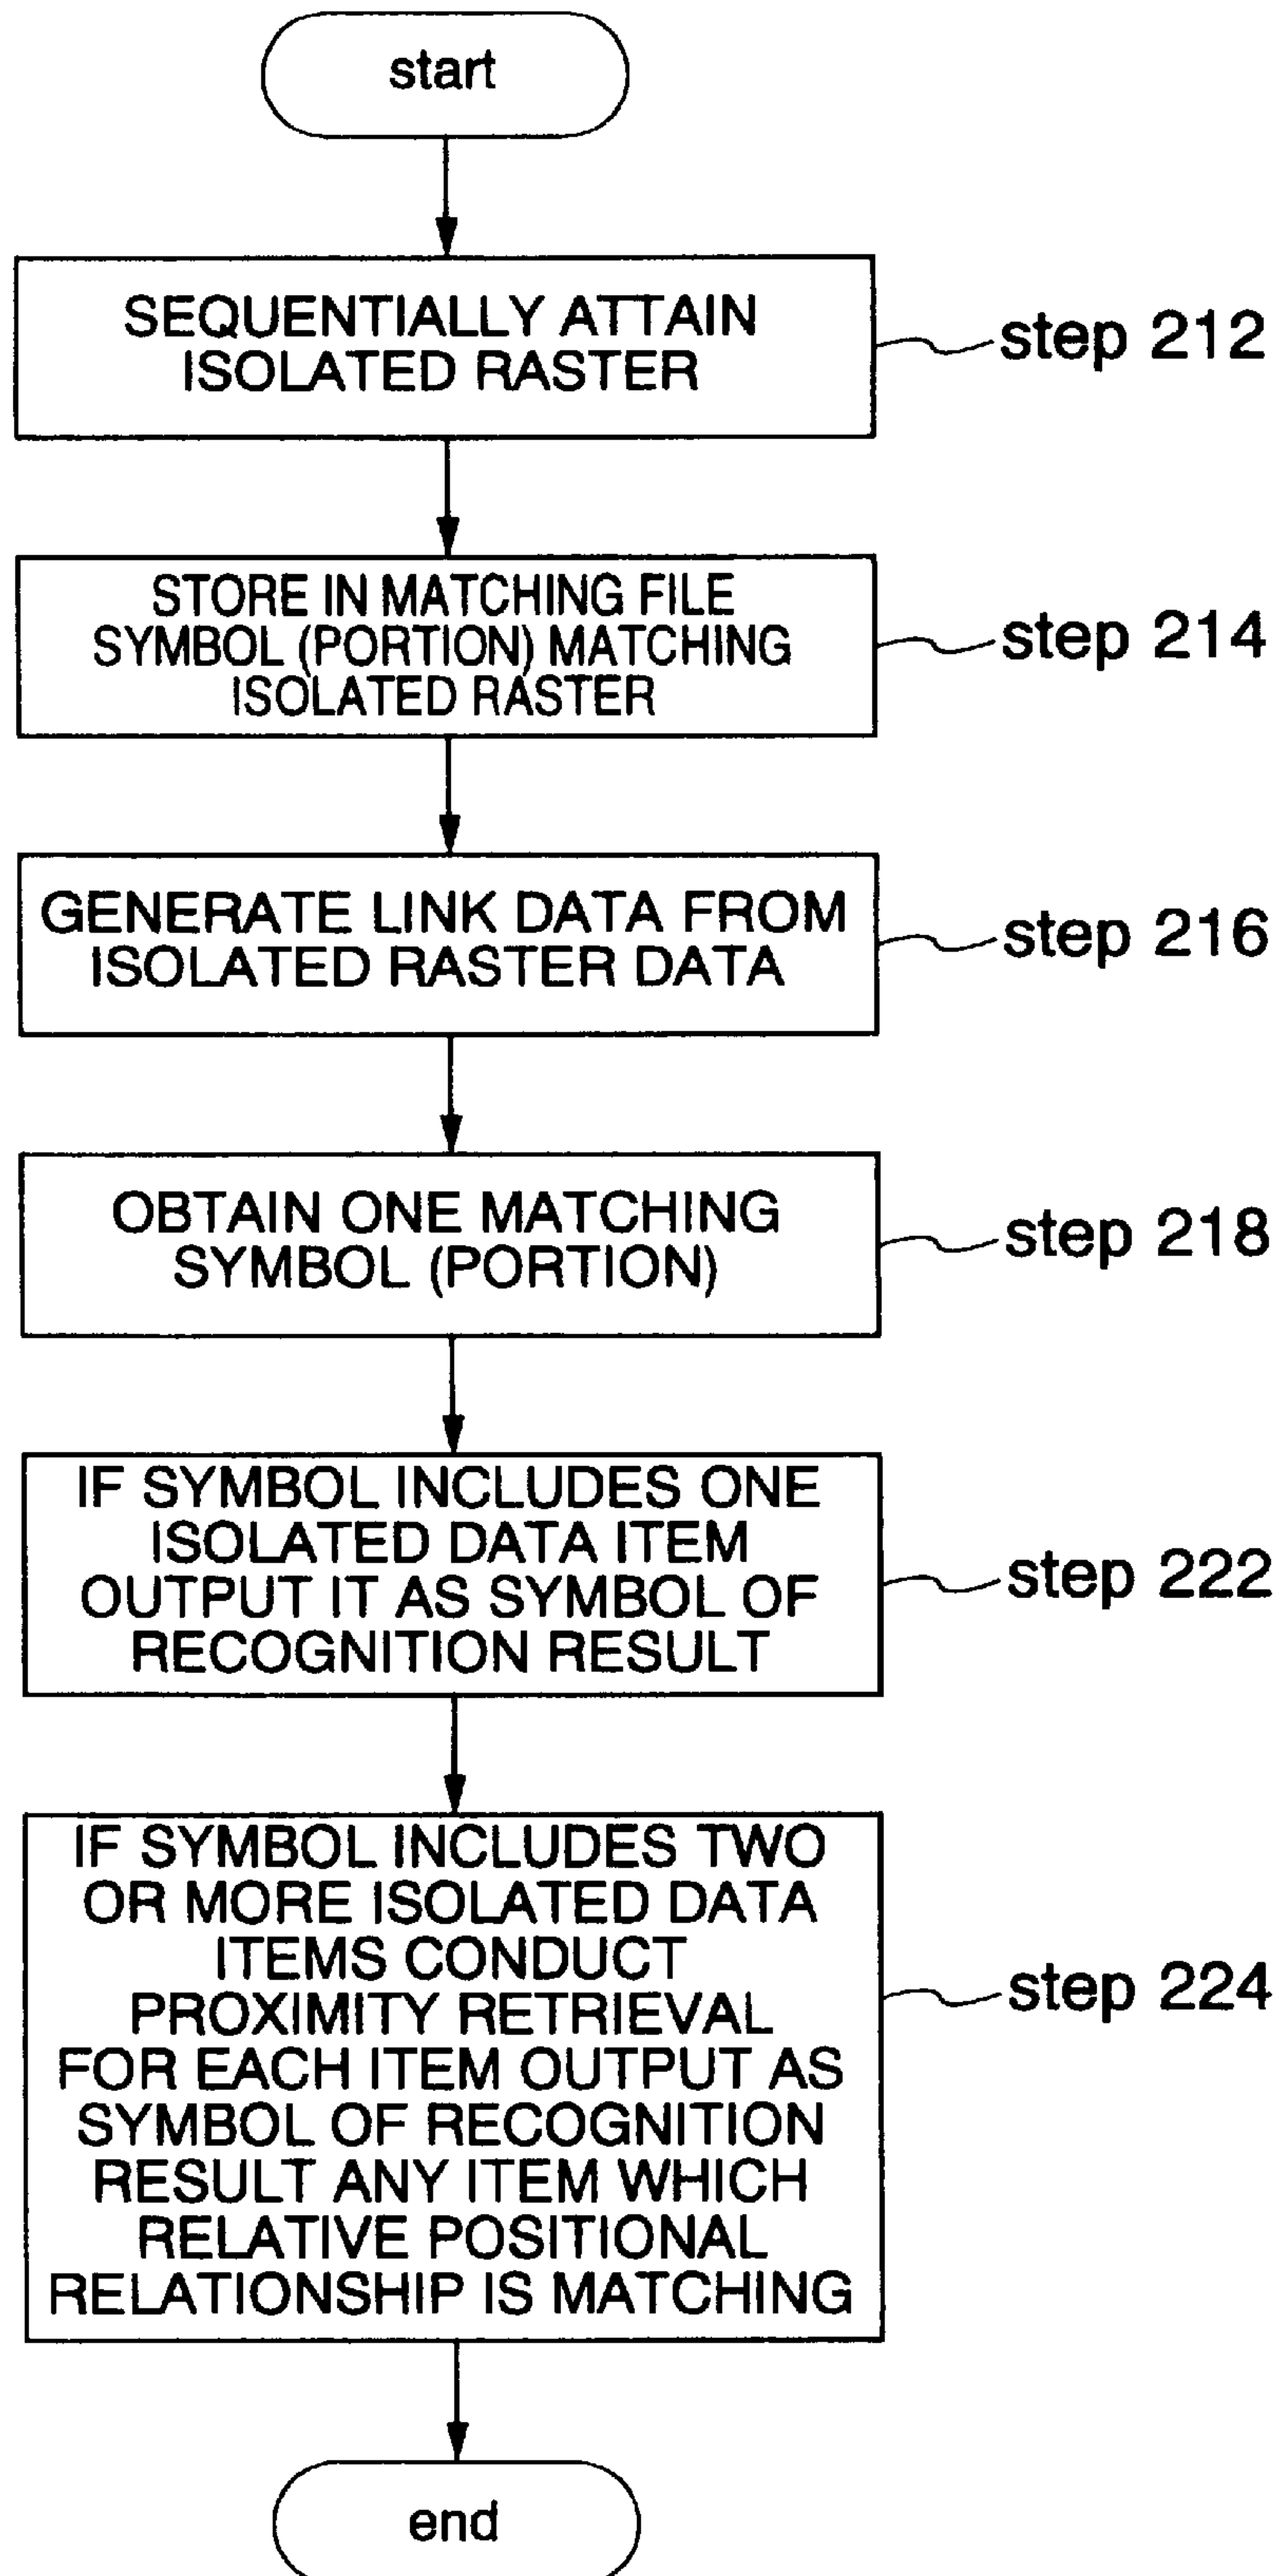 start
SEQUENTIALLY ATTAIN
ISOLATED RASTER
step 212
STORE IN MATCHING FILE
SYMBOL (PORTION) MATCHING
ISOLATED RASTER
step 214
GENERATE LINK DATA FROM
ISOLATED RASTER DATA
step 216
OBTAIN ONE MATCHING
SYMBOL (PORTION)
step 218
IF SYMBOL INCLUDES ONE
ISOLATED DATA ITEM
OUTPUT IT AS SYMBOL OF
RECOGNITION RESULT
step 222
IF SYMBOL INCLUDES TWO
OR MORE ISOLATED DATA
ITEMS CONDUCT
PROXIMITY RETRIEVAL
FOR EACH ITEM OUTPUT AS
SYMBOL OF RECOGNITION
RESULT ANY ITEM WHICH
RELATIVE POSITIONAL
RELATIONSHIP IS MATCHING
step 224
end